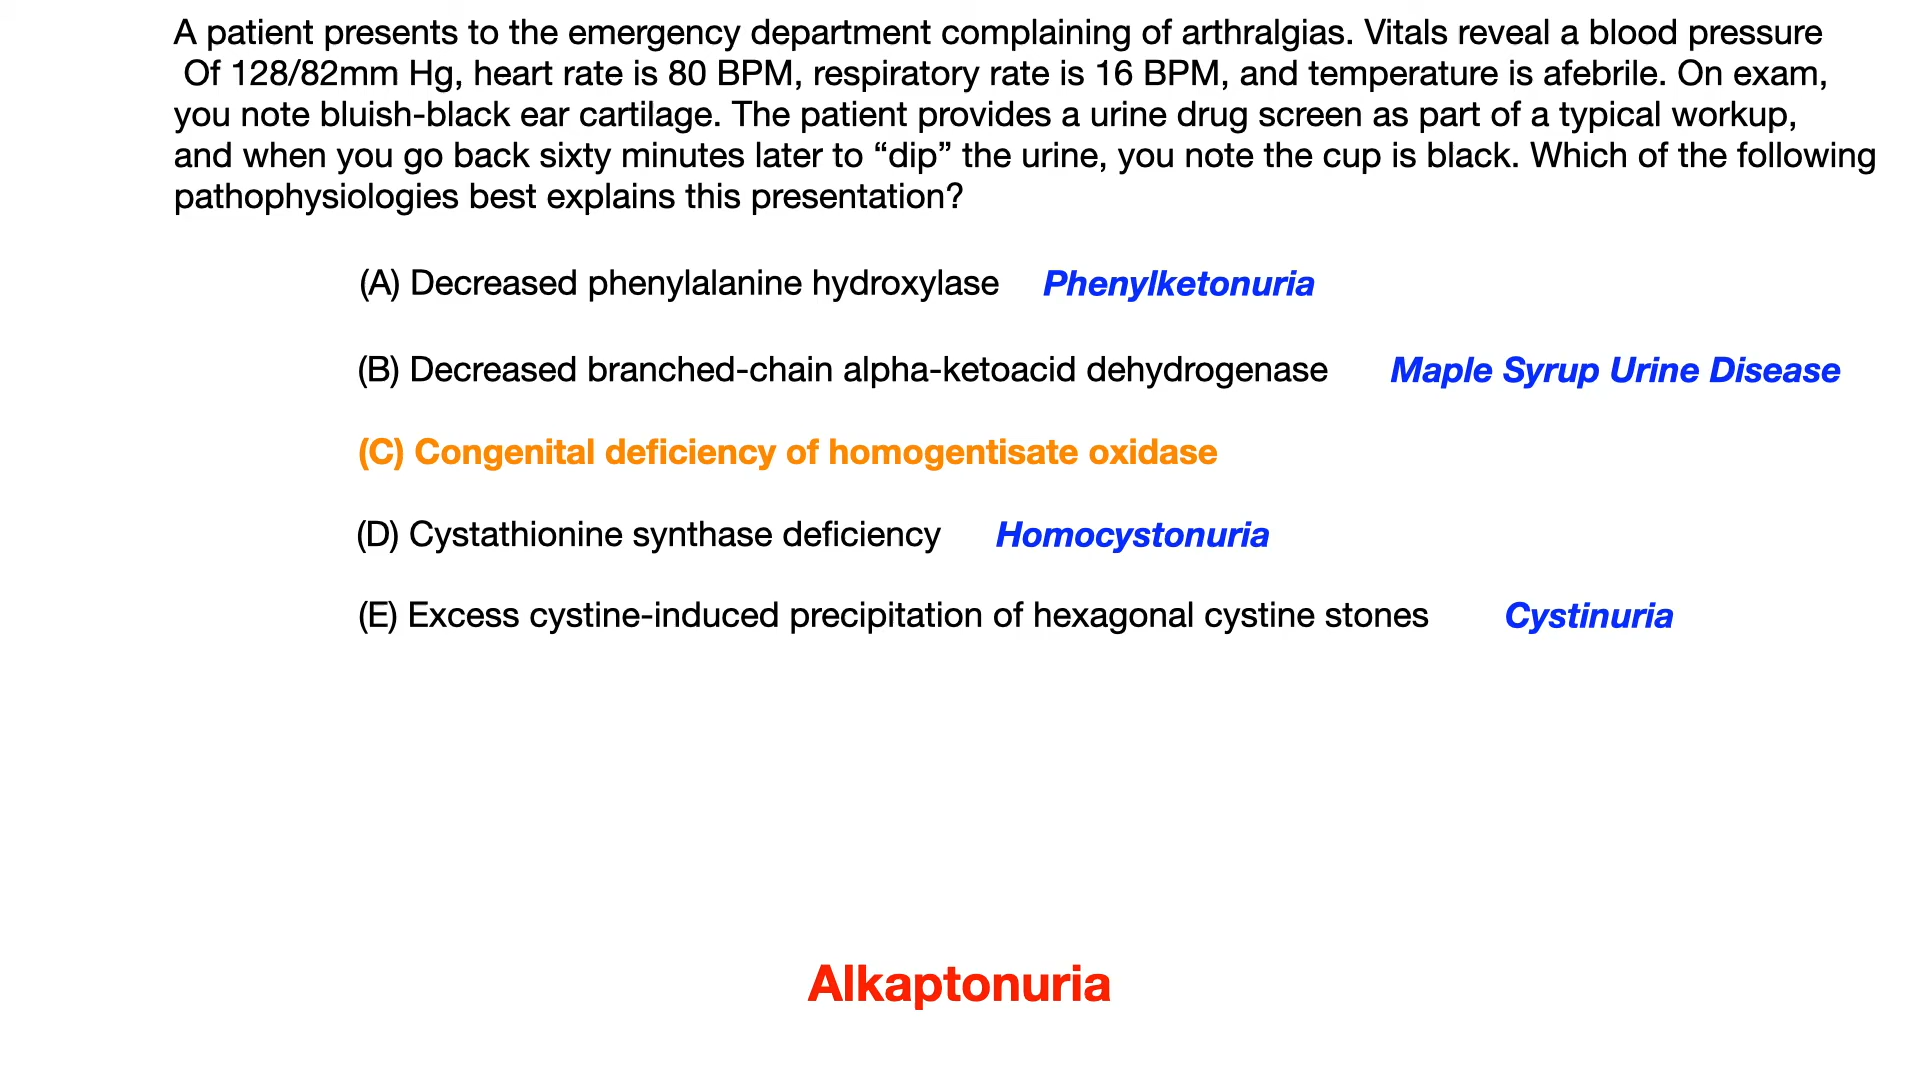 A patient presents to the emergency department complaining of arthralgias. Vitals reveal a blood pressure
Of 128/82mm Hg, heart rate is 80 BPM, respiratory rate is 16 BPM, and temperature is afebrile. On exam,
you note bluish-black ear cartilage. The patient provides a urine drug screen as part of a typical workup,
and when you go back sixty minutes later to “dip” the urine, you note the cup is black. Which of the following
pathophysiologies best explains this presentation?
(A) Decreased phenylalanine hydroxylase Phenylketonuria
(B) Decreased branched-chain alpha-ketoacid dehydrogenase Maple Syrup Urine Disease
(C) Congenital deficiency of homogentisate oxidase
(D) Cystathionine synthase deficiency Homocystonuria
(E) Excess cystine-induced precipitation of hexagonal cystine stones Cystinuria
Alkaptonuria